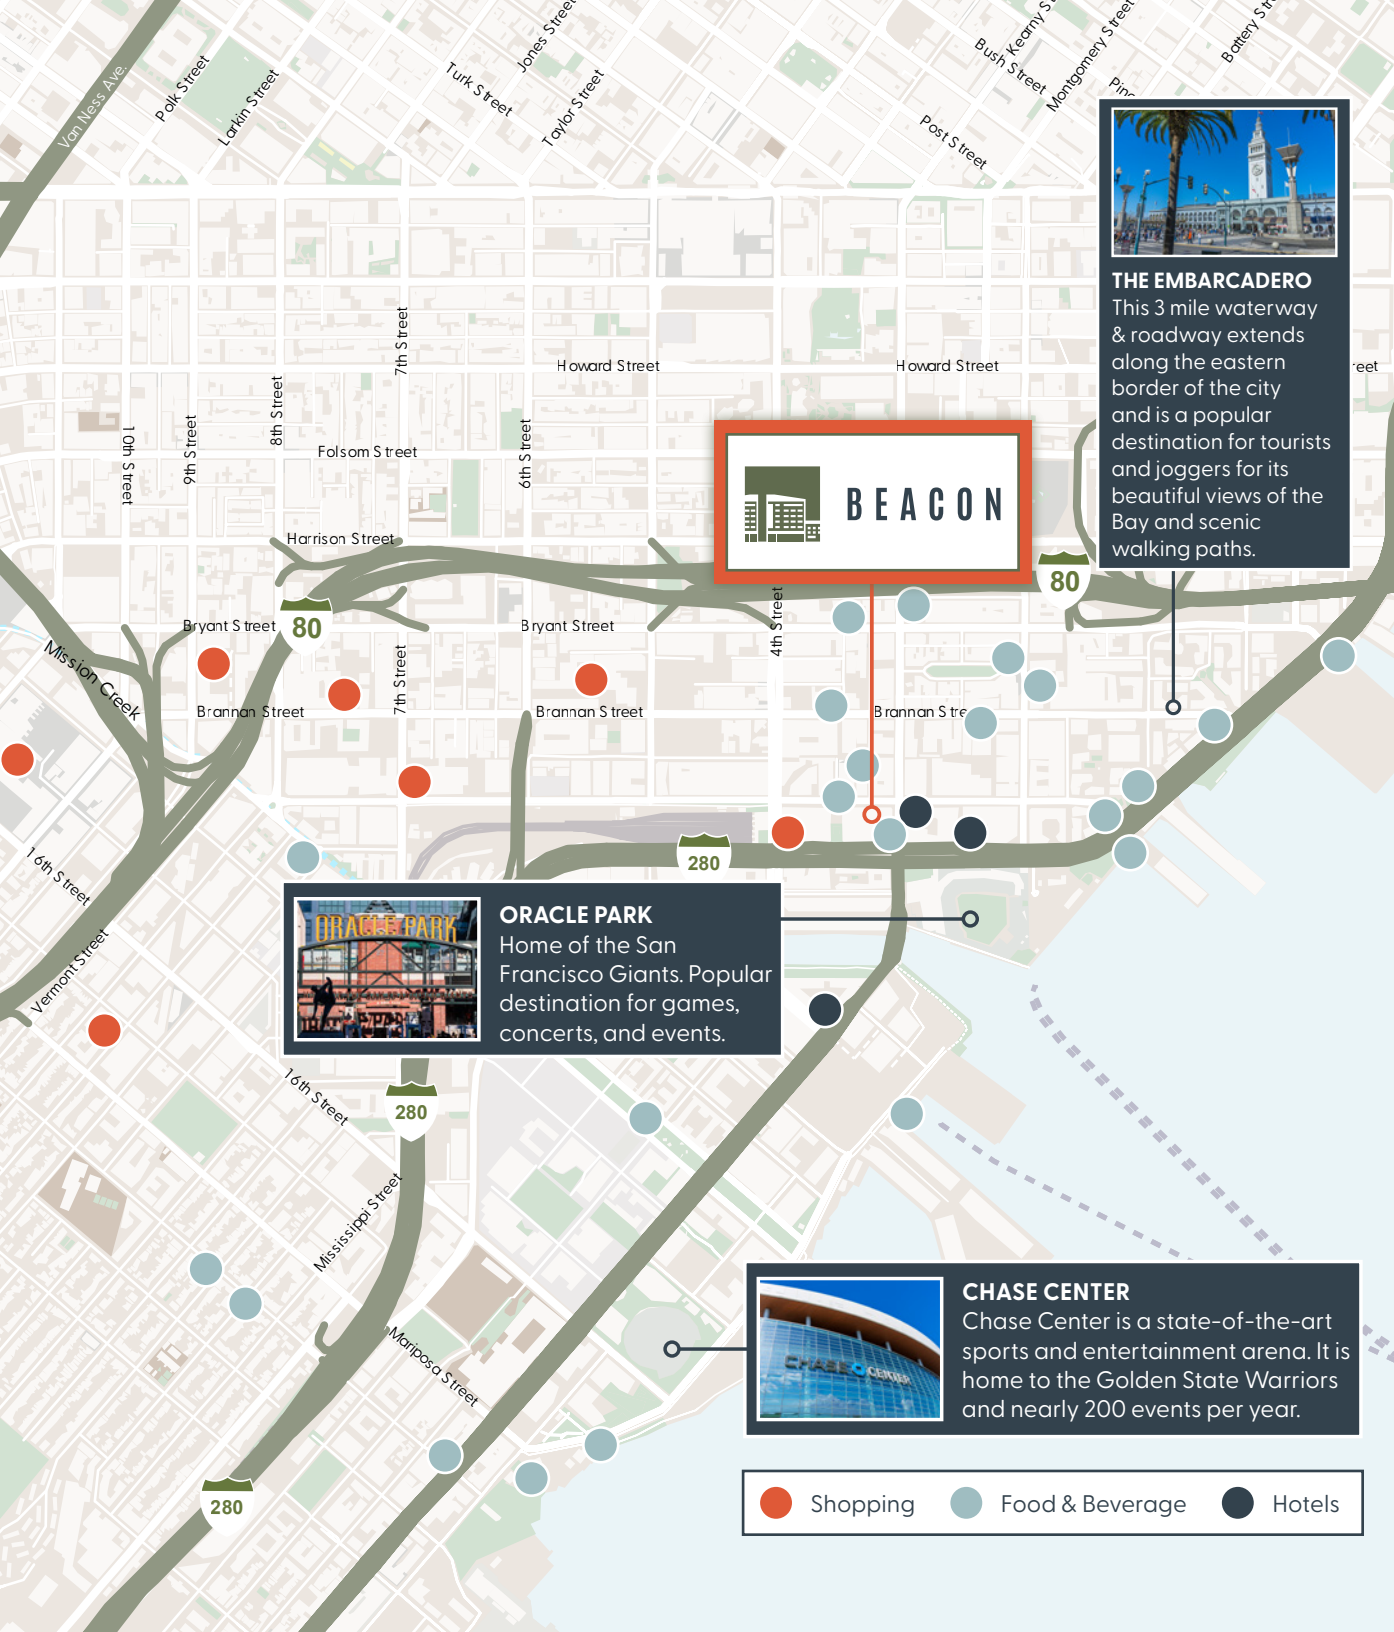 Jones Street
Kearny S
Battery Str
Montgomery Street
Bush Street
Polk Street
Larkin Street
Turk Street
Taylor Street
Van Ness Ave.
Post Street
THE EMBARCADERO
This 3 mile waterway
& roadway extends
along the eastern
border of the city
and is a popular
destination for tourists
and joggers for its
beautiful views of the
Bay and scenic
walking paths.
7th Street
Howard Street
Howard Street
reet
8th Street
9th Street
10th Street
6th Street
Folsom Street
BEACON
Harrison Street
80
80
Bryant Street
Bryant Street
4th Street
7th Street
Mission Creek
Brannan Street
Brannan Street
Brannan Stre
16th Street
280
Vermont Street
ORACLE PARK
ORACLE PARK
Home of the San
Francisco Giants. Popular
destination for games,
concerts, and events.
16th Street
280
Mississippi Street
Mariposa Street
CHASE CENTER
CHASE CENTER
Chase Center is a state-of-the-art
sports and entertainment arena. It is
home to the Golden State Warriors
and nearly 200 events per year.
280
Shopping
Food & Beverage
Hotels